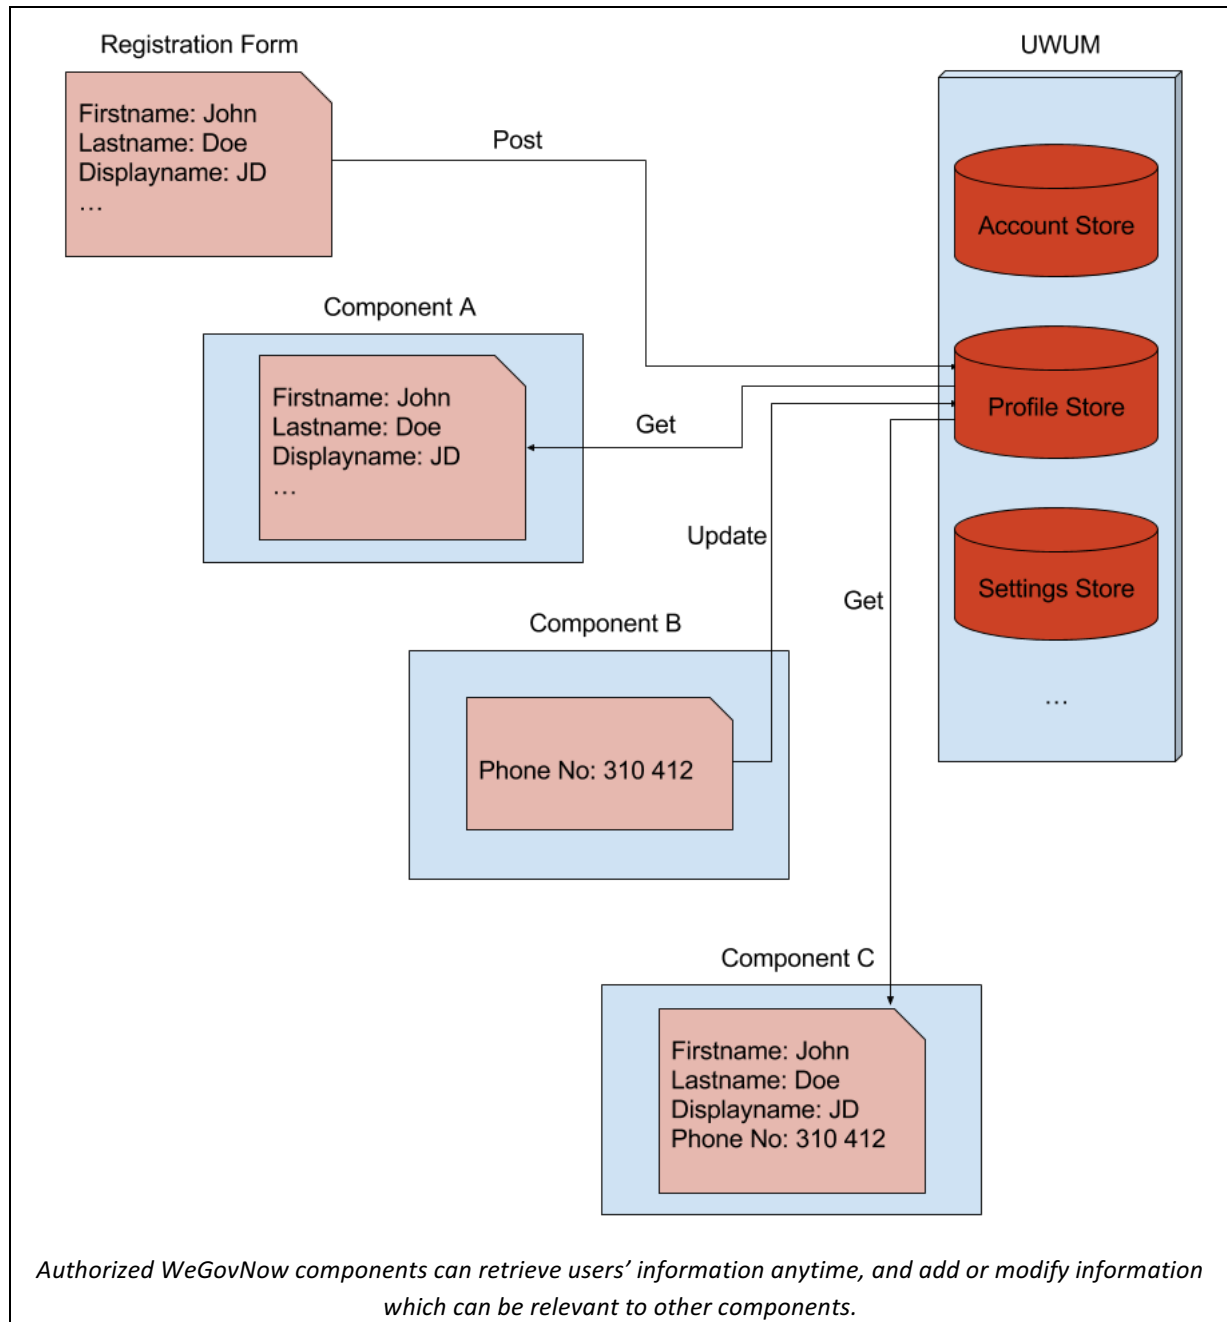 Registration Form
Firstname: John
Lastname: Doe
Displayname: JD
…
Post
UWUM
Account Store
Profile Store
Settings Store
…
Component A
Firstname: John
Lastname: Doe
Displayname: JD
…
Get
Update
Get
Component B
Phone No: 310 412
Component C
Firstname: John
Lastname: Doe
Displayname: JD
Phone No: 310 412
Authorized WeGovNow components can retrieve users’ information anytime, and add or modify information
which can be relevant to other components.